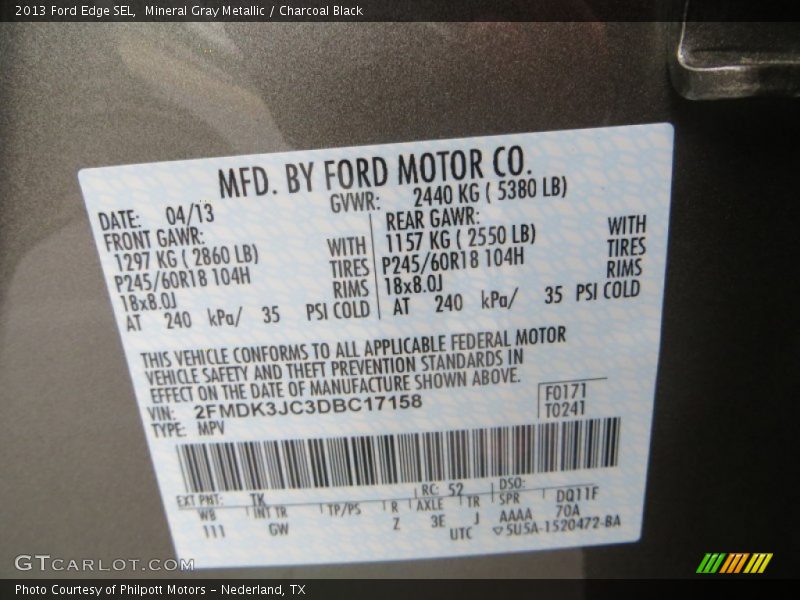 2013 Ford Edge SEL, Mineral Gray Metallic / Charcoal Black
MFD. BY FORD MOTOR CO.
DATE: 04/13 GVWR: 2440 KG ( 5380 LB)
FRONT GAWR: REAR GAWR:
1297 KG ( 2860 LB) WITH 1157 KG ( 2550 LB) WITH
P245/60R18 104H TIRES P245/60R18 104H TIRES
18x8.0J RIMS 18x8.0J RIMS
AT 240 kPa/ 35 PSI COLD AT 240 kPa/ 35 PSI COLD
THIS VEHICLE CONFORMS TO ALL APPLICABLE FEDERAL MOTOR
VEHICLE SAFETY AND THEFT PREVENTION STANDARDS IN
EFFECT ON THE DATE OF MANUFACTURE SHOWN ABOVE.
VIN: 2FMDK3JC3DBC17158 F0171
TYPE: MPV T0241
EXT PNT: TK RC: 52 DSO:
WB INT TR TP/PS R AXLE TR SPR DQ11F
111 GW Z 3E J AAAA 70A
UTC ▽5U5A-1520472-BA
GTCARLOT.COM
Photo Courtesy of Philpott Motors - Nederland, TX